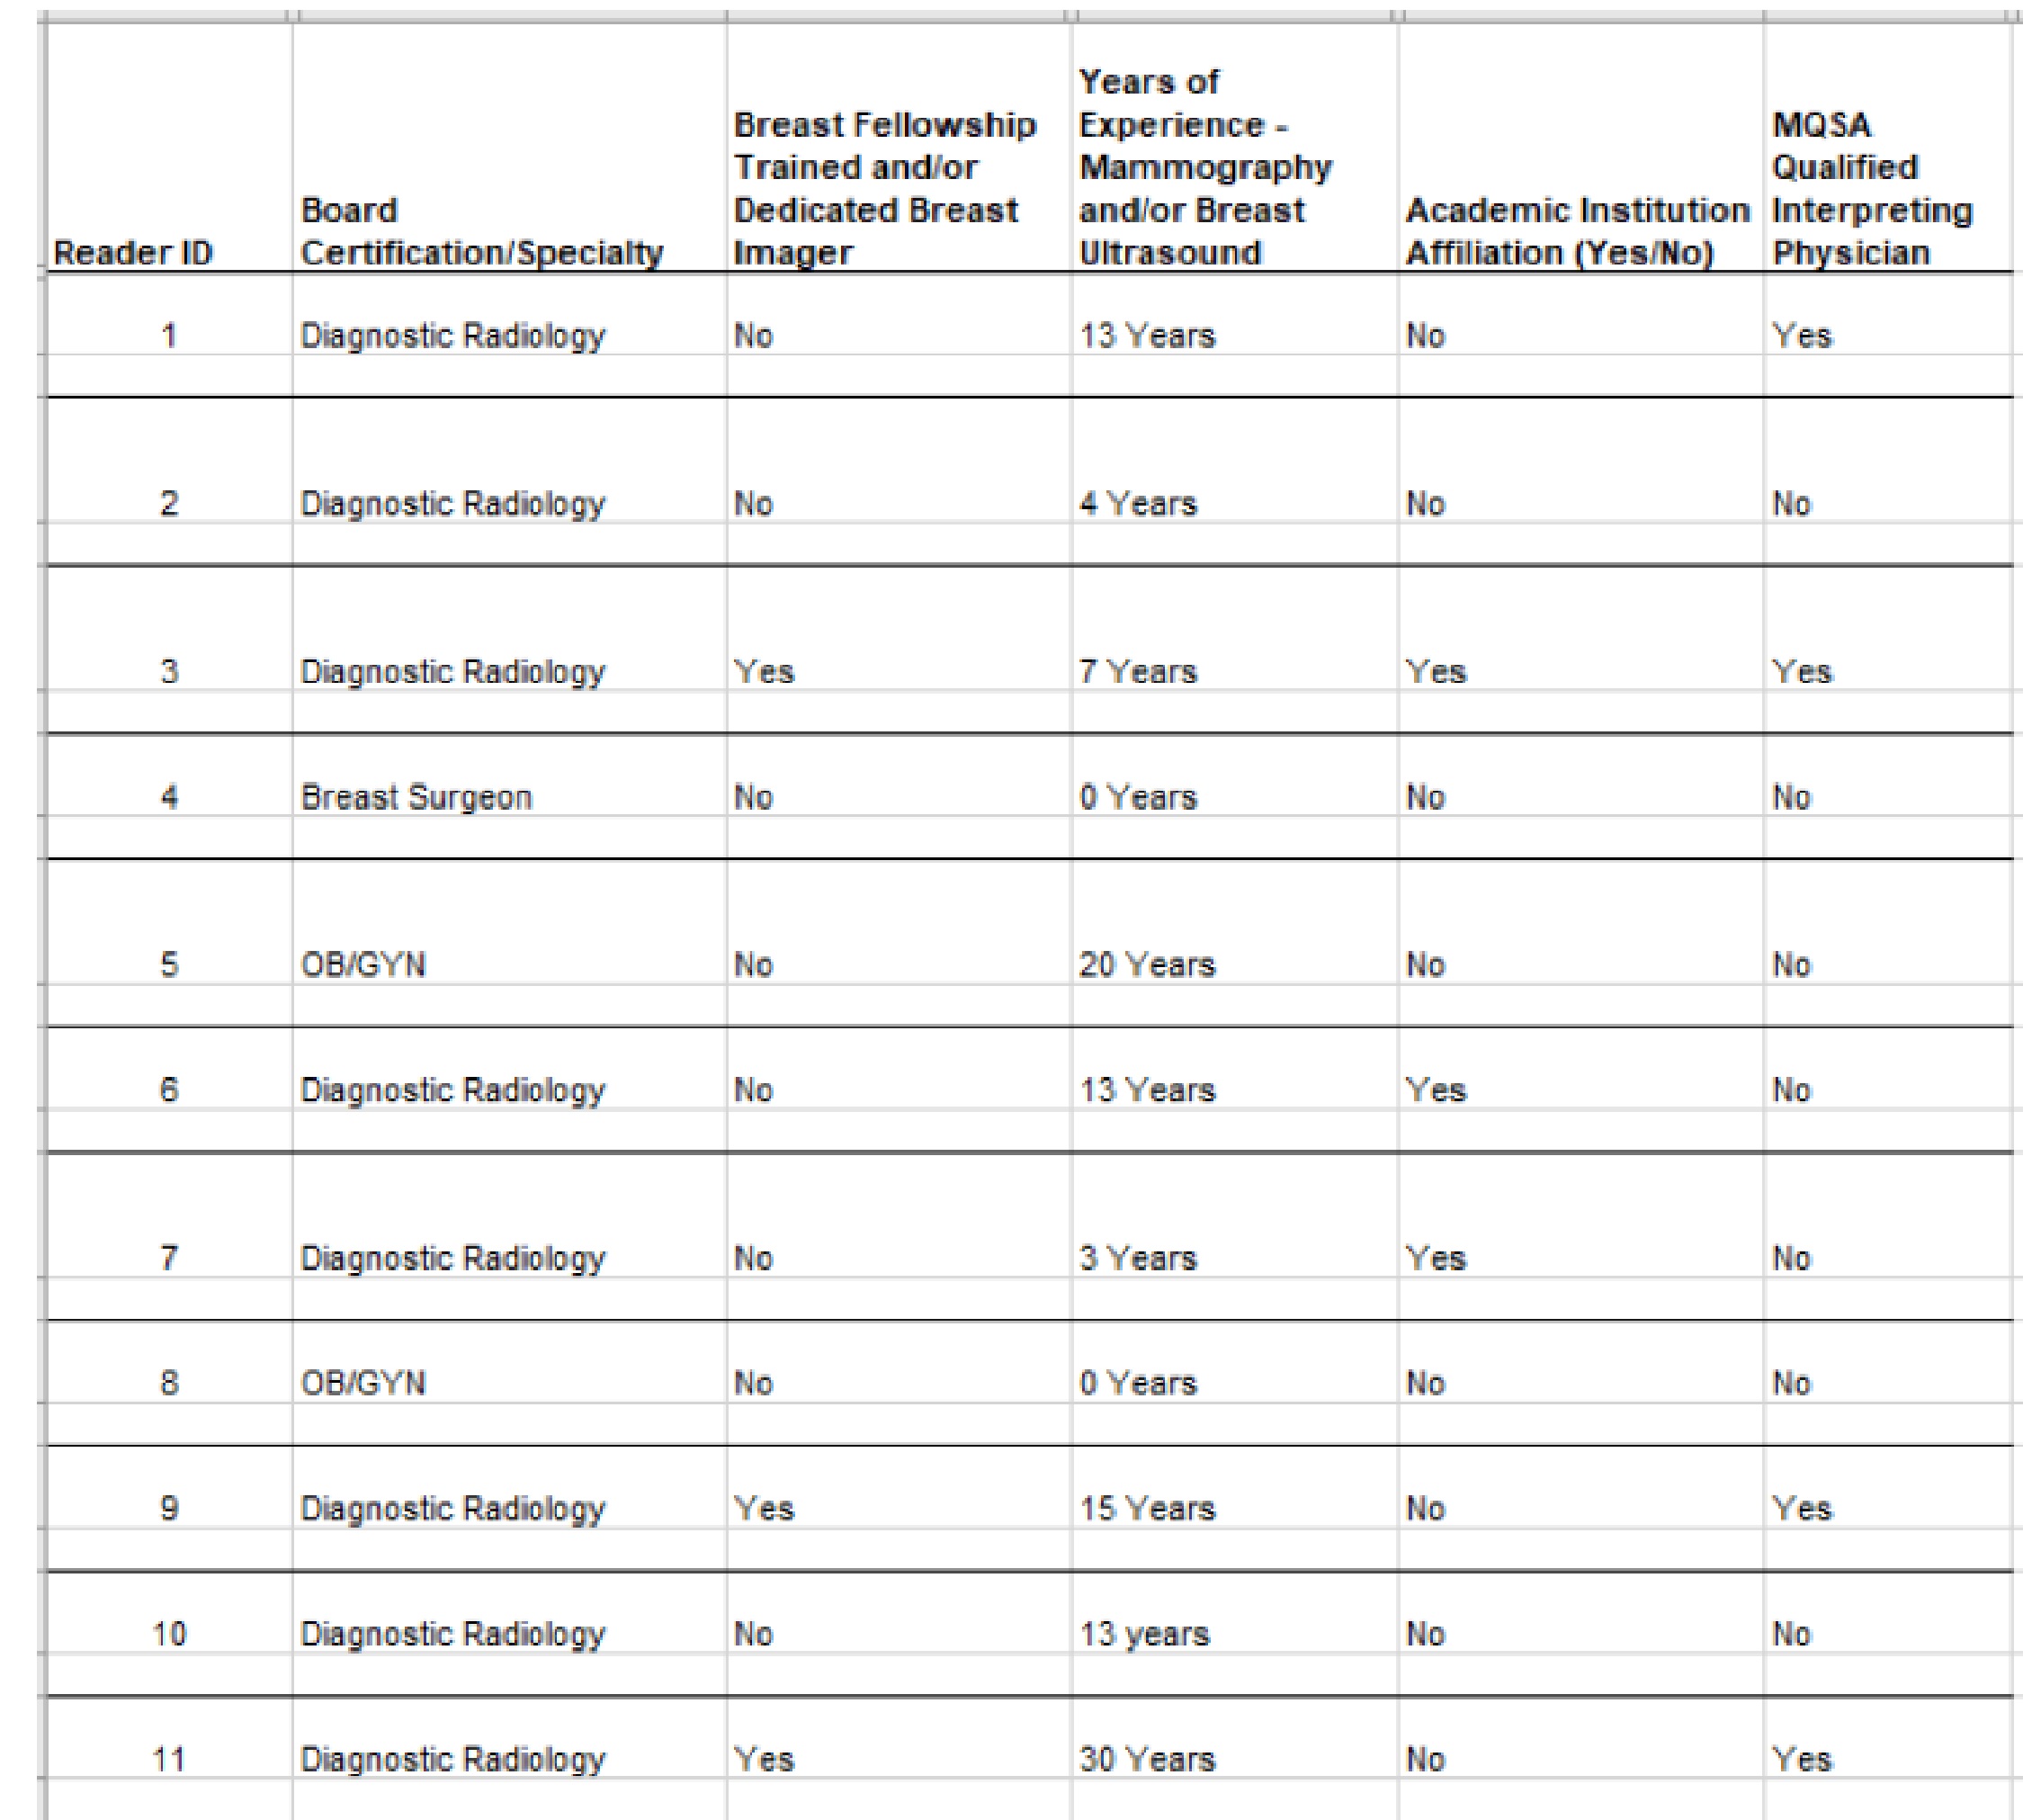 Reader ID
Board
Certification/Specialty
Breast Fellowship
Trained and/or
Dedicated Breast
Imager
Years of
Experience -
Mammography
and/or Breast
Ultrasound
Academic Institution
Affiliation (Yes/No)
MQSA
Qualified
Interpreting
Physician
1 Diagnostic Radiology No 13 Years No Yes
2 Diagnostic Radiology No 4 Years No No
3 Diagnostic Radiology Yes 7 Years Yes Yes
4 Breast Surgeon No 0 Years No No
5 OB/GYN No 20 Years No No
6 Diagnostic Radiology No 13 Years Yes No
7 Diagnostic Radiology No 3 Years Yes No
8 OB/GYN No 0 Years No No
9 Diagnostic Radiology Yes 15 Years No Yes
10 Diagnostic Radiology No 13 years No No
11 Diagnostic Radiology Yes 30 Years No Yes